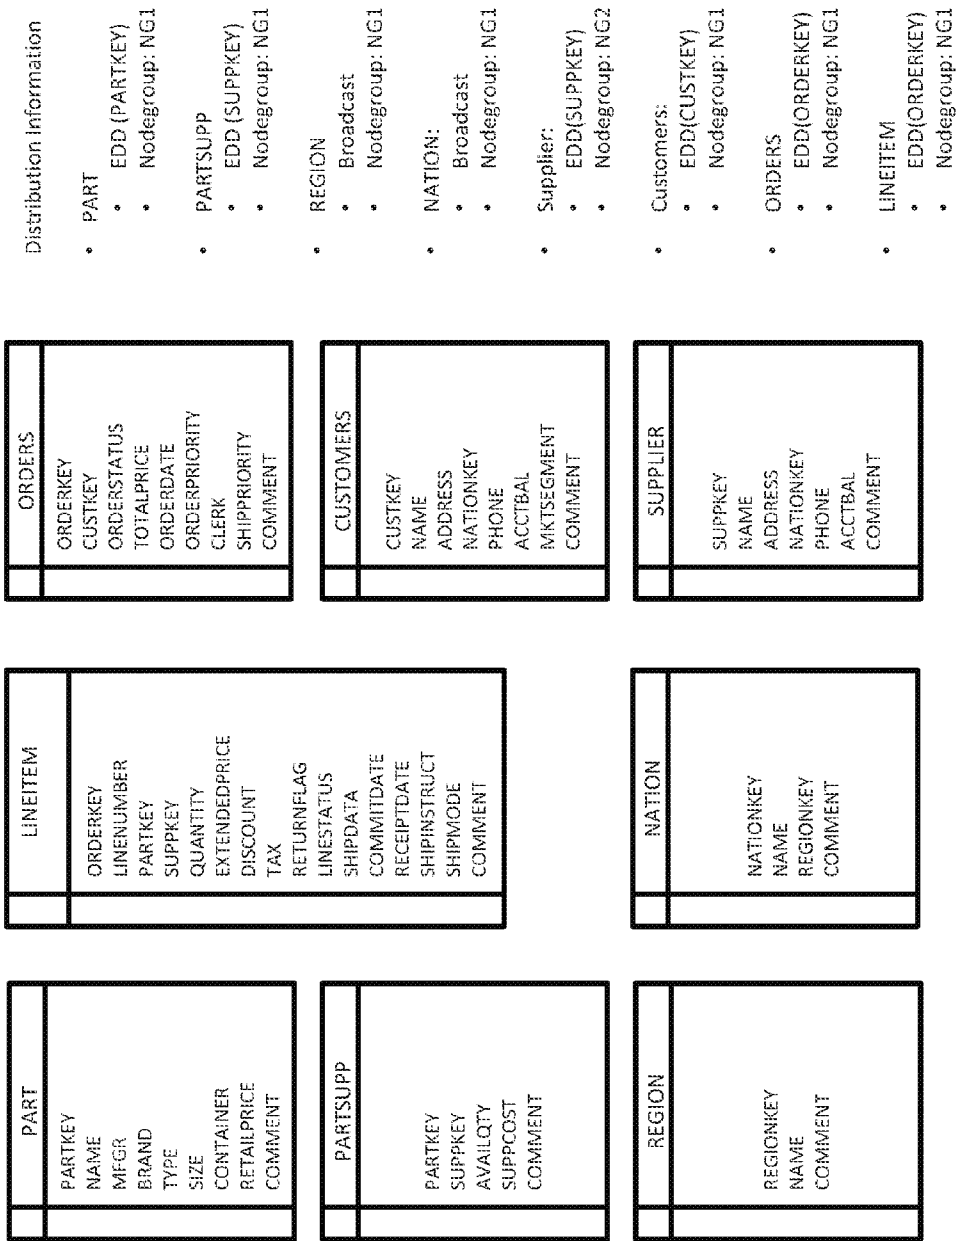 PART
PARTKEY
NAME
MFGR
BRAND
TYPE
SIZE
CONTAINER
RETAILPRICE
COMMENT
PARTSUPP
PARTKEY
SUPPKEY
AVAILQTY
SUPPCOST
COMMENT
REGION
REGIONKEY
NAME
COMMENT
LINEITEM
ORDERKEY
LINENUMBER
PARTKEY
SUPPKEY
QUANTITY
EXTENDEDPRICE
DISCOUNT
TAX
RETURNFLAG
LINESTATUS
SHIPDATA
COMMITDATE
RECEIPTDATE
SHIPINSTRUCT
SHIPMODE
COMMENT
NATION
NATIONKEY
NAME
REGIONKEY
COMMENT
ORDERS
ORDERKEY
CUSTKEY
ORDERSTATUS
TOTALPRICE
ORDERDATE
ORDERPRIORITY
CLERK
SHIPPRIORITY
COMMENT
CUSTOMERS
CUSTKEY
NAME
ADDRESS
NATIONKEY
PHONE
ACCTBAL
MKTSEGMENT
COMMENT
SUPPLIER
SUPPKEY
NAME
ADDRESS
NATIONKEY
PHONE
ACCTBAL
COMMENT
Distribution Information
• PART
• EDD (PARTKEY)
• Nodegroup: NG1
• PARTSUPP
• EDD (SUPPKEY)
• Nodegroup: NG1
• REGION
• Broadcast
• Nodegroup: NG1
• NATION:
• Broadcast
• Nodegroup: NG1
• Supplier:
• EDD(SUPPKEY)
• Nodegroup: NG2
• Customers:
• EDD(CUSTKEY)
• Nodegroup: NG1
• ORDERS
• EDD(ORDERKEY)
• Nodegroup: NG1
• LINEITEM
• EDD(ORDERKEY)
• Nodegroup: NG1